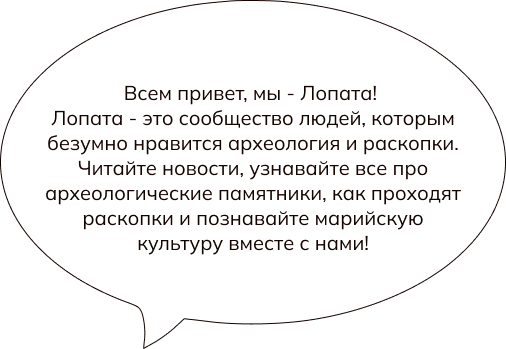 Всем привет, мы - Лопата!
Лопата - это сообщество людей, которым
безумно нравится археология и раскопки.
Читайте новости, узнавайте все про
археологические памятники, как проходят
раскопки и познавайте марийскую
культуру вместе с нами!